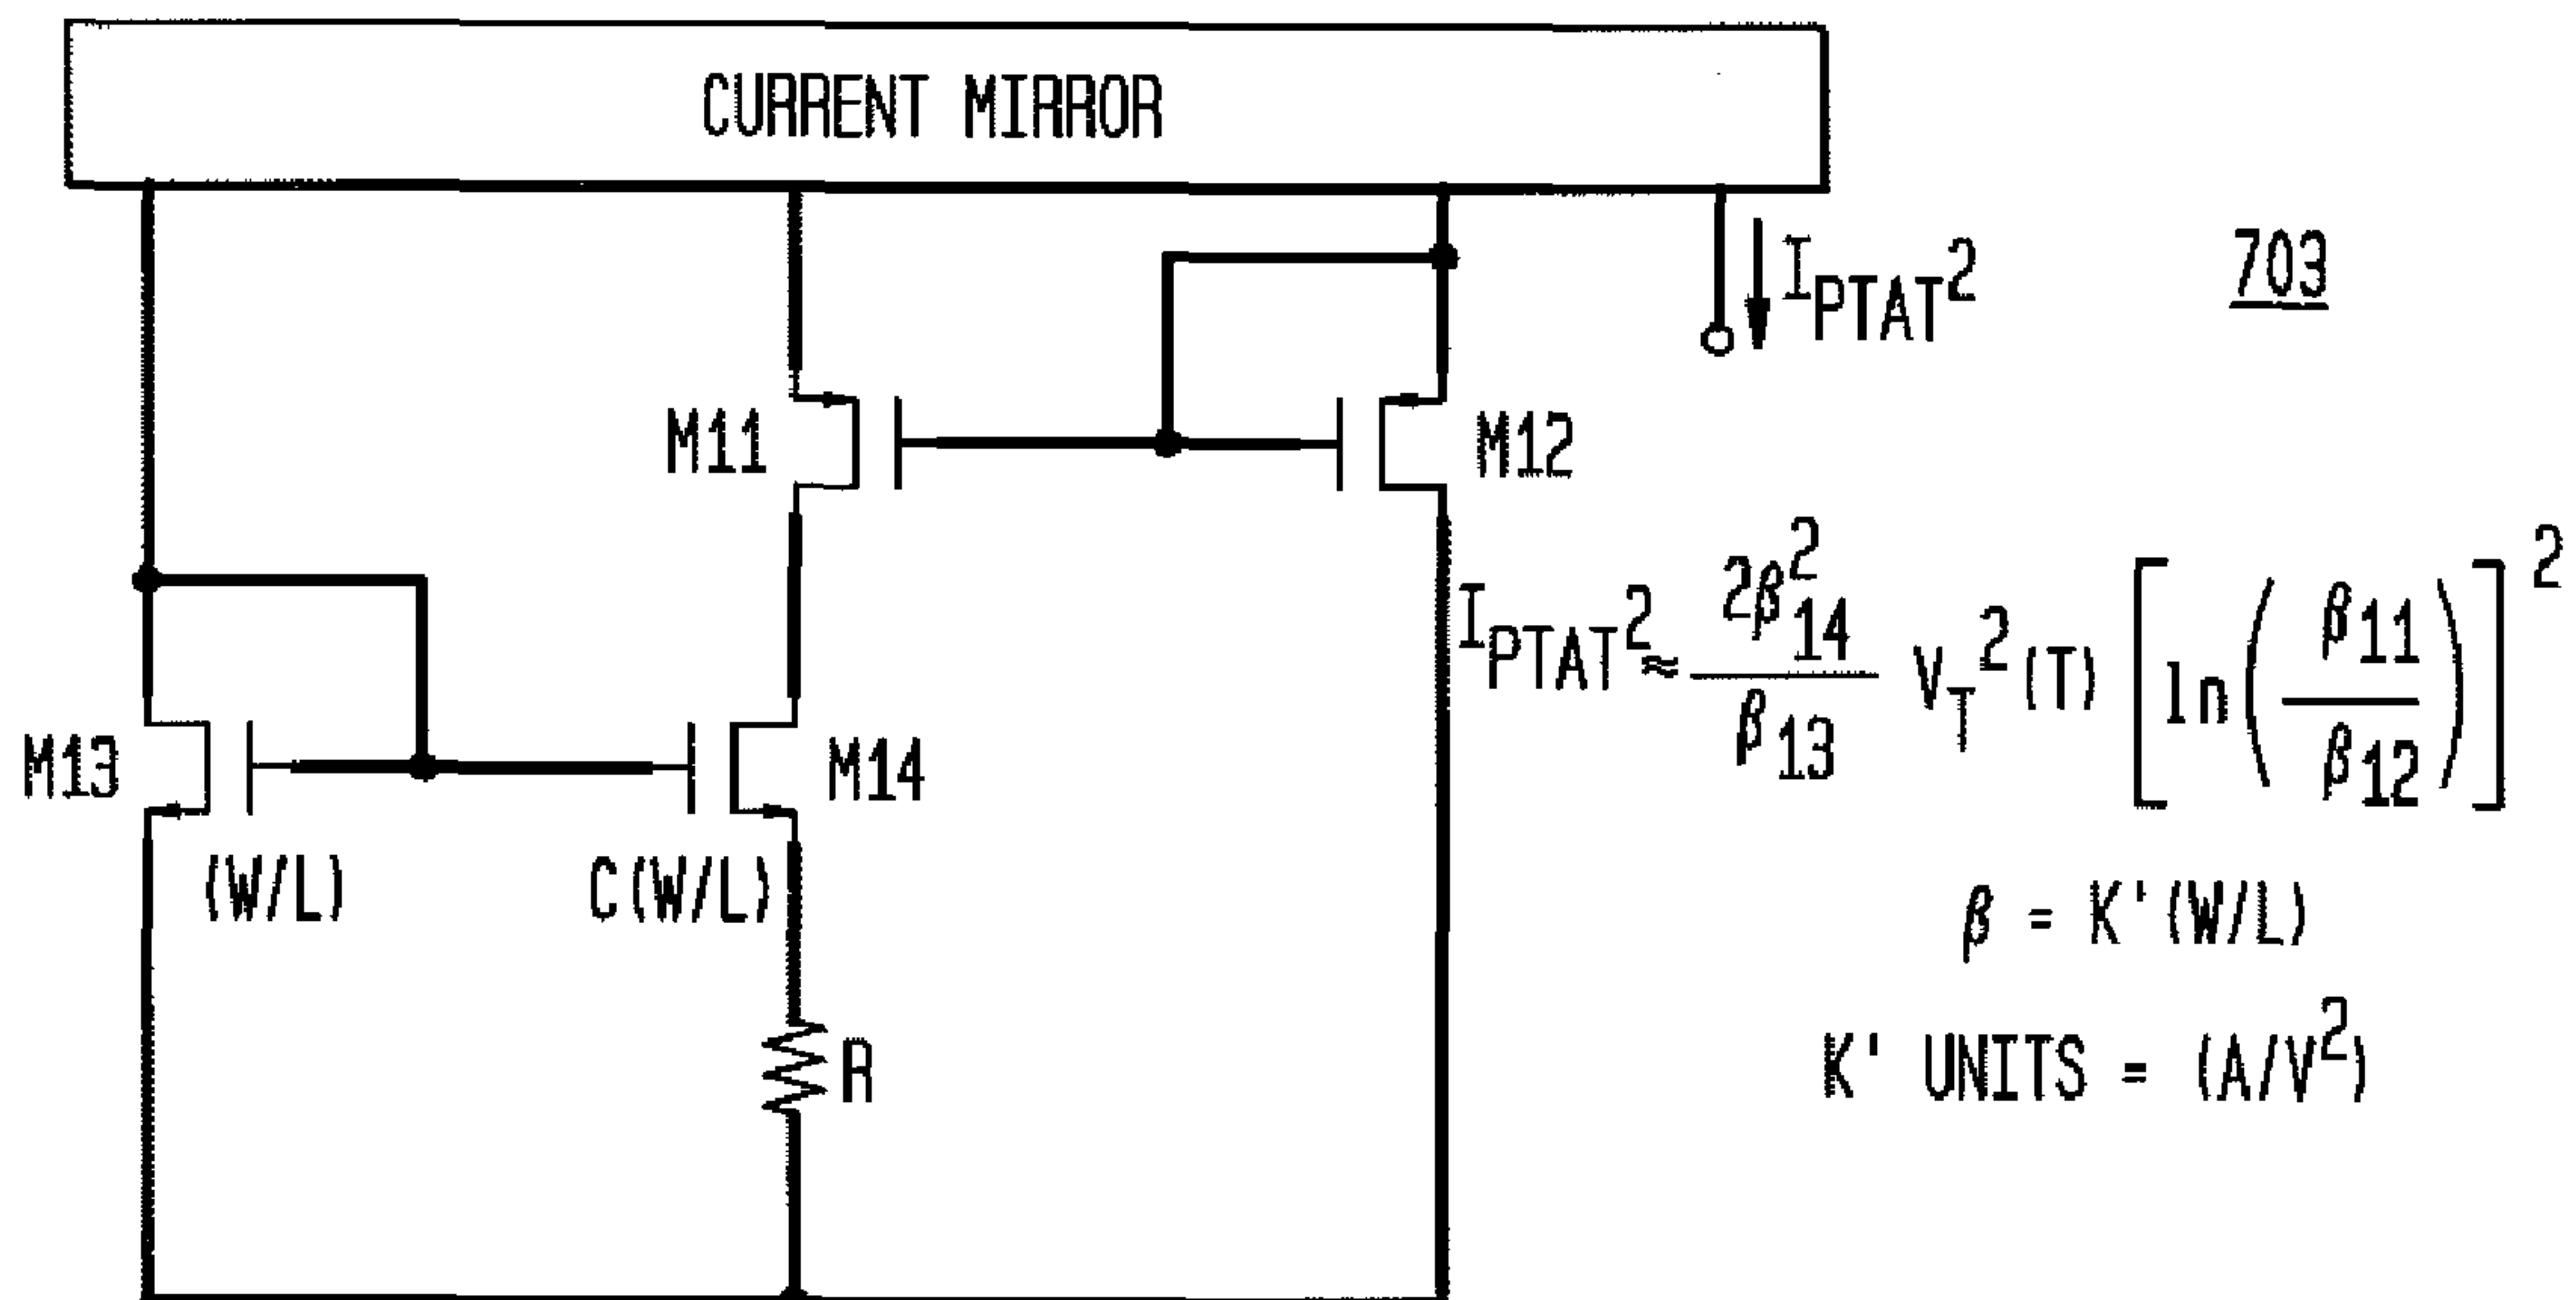 CURRENT MIRROR
I_PTAT^2
703
M11
M12
I_PTAT^2 ≈ 2β_14^2 / β_13 V_T^2 (T) [ln(β_11 / β_12)]^2
M13
M14
(W/L)
C(W/L)
β = K'(W/L)
R
K' UNITS = (A/V^2)